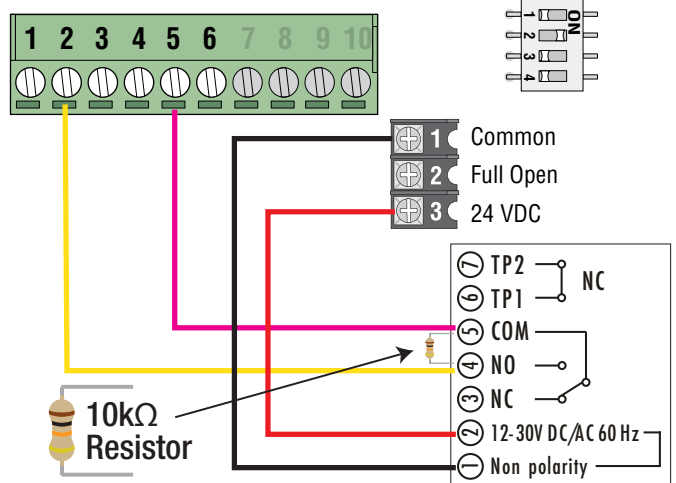 1 2 3 4 5 6 7 8 9 10
ON
1
2
3
4
1 Common
2 Full Open
3 24 VDC
7 TP2
NC
6 TP1
5 COM
4 NO
3 NC
2 12-30V DC/AC 60 Hz
1 Non polarity
10kΩ
Resistor